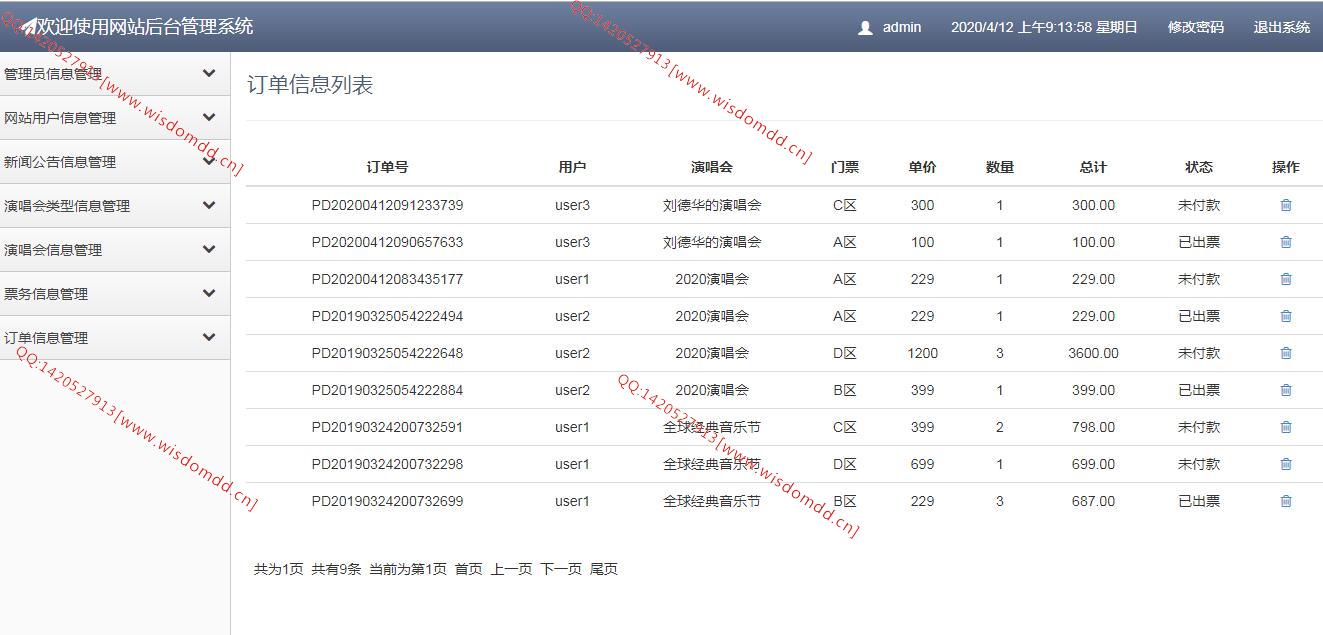 欢迎使用网站后台管理系统 admin 2020/4/12 上午9:13:58 星期日 修改密码 退出系统
管理员信息管理
网站用户信息管理
新闻公告信息管理
演唱会类型信息管理
演唱会信息管理
票务信息管理
订单信息管理
订单信息列表
订单号 用户 演唱会 门票 单价 数量 总计 状态 操作
PD20200412091233739 user3 刘德华的演唱会 C区 300 1 300.00 未付款
PD20200412090657633 user3 刘德华的演唱会 A区 100 1 100.00 已出票
PD20200412083435177 user1 2020演唱会 A区 229 1 229.00 未付款
PD20190325054222494 user2 2020演唱会 A区 229 1 229.00 已出票
PD20190325054222648 user2 2020演唱会 D区 1200 3 3600.00 未付款
PD20190325054222884 user2 2020演唱会 B区 399 1 399.00 已出票
PD20190324200732591 user1 全球经典音乐节 C区 399 2 798.00 未付款
PD20190324200732298 user1 全球经典音乐节 D区 699 1 699.00 未付款
PD20190324200732699 user1 全球经典音乐节 B区 229 3 687.00 已出票
共为1页 共有9条 当前为第1页 首页 上一页 下一页 尾页
QQ:1420527913[www.wisdomdd.cn]
QQ:1420527913[www.wisdomdd.cn]
QQ:1420527913[www.wisdomdd.cn]
QQ:1420527913[www.wisdomdd.cn]